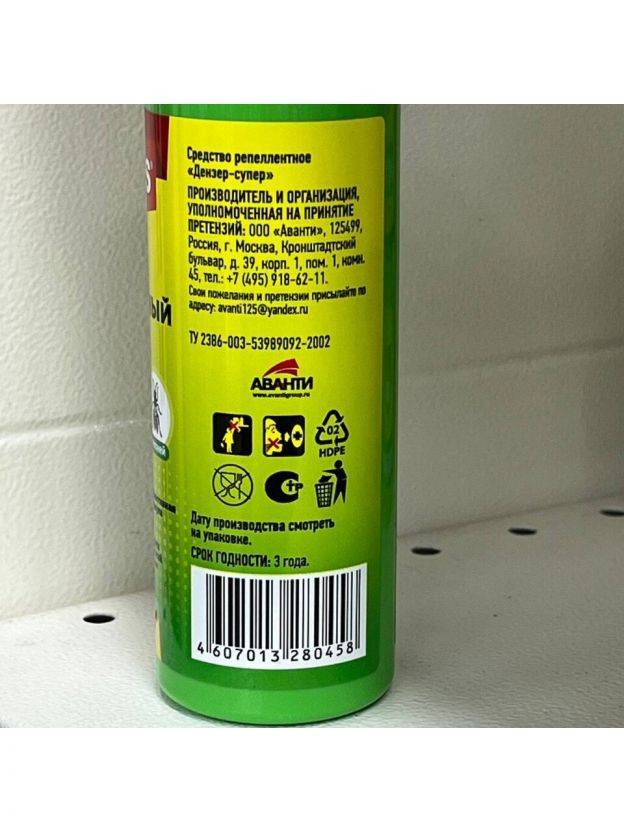 Средство репеллентное
«Дензер-супер»
ПРОИЗВОДИТЕЛЬ И ОРГАНИЗАЦИЯ,
УПОЛНОМОЧЕННАЯ НА ПРИНЯТИЕ
ПРЕТЕНЗИЙ: ООО «Аванти», 125499,
Россия, г. Москва, Кронштадтский
бульвар, д. 39, корп. 1, пом. 1, комн.
45, тел.: +7 (495) 918-62-11.
Свои пожелания и претензии присылайте по
адресу: avanti125@yandex.ru
ТУ 2386-003-53989092-2002
АВАНТИ
www.avantigroup.ru
02
HDPE
Дату производства смотреть
на упаковке.
СРОК ГОДНОСТИ: 3 года.
4 607013 280458